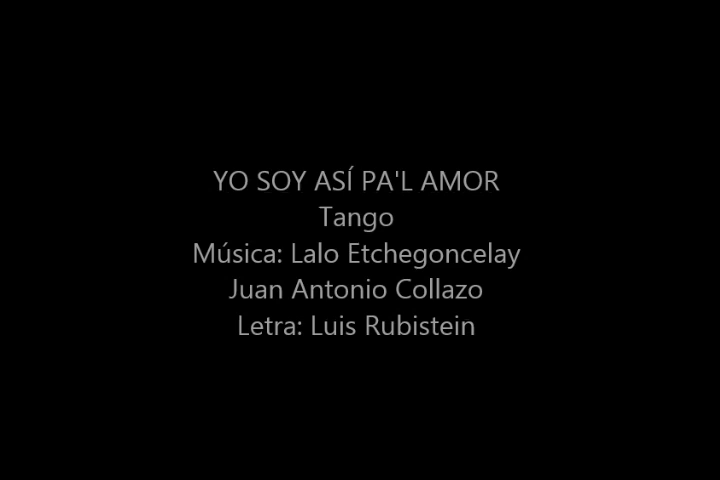 YO SOY ASÍ PA'L AMOR
Tango
Música: Lalo Etchegoncelay
Juan Antonio Collazo
Letra: Luis Rubistein